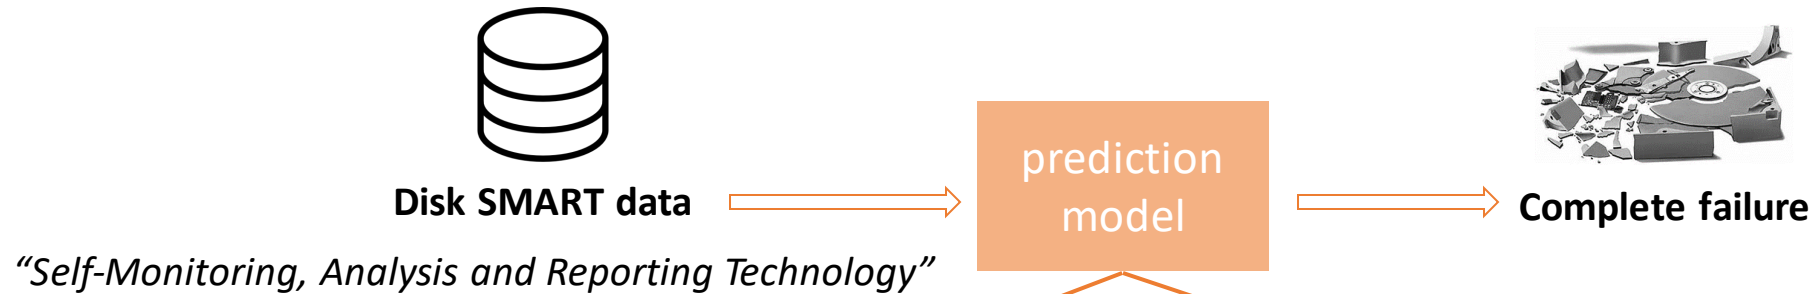 prediction
model
Disk SMART data
Complete failure
“Self-Monitoring, Analysis and Reporting Technology”